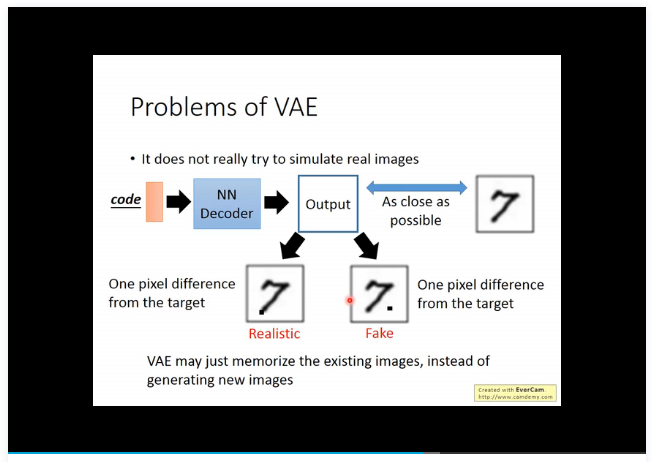 Problems of VAE
• It does not really try to simulate real images
code
NN
Decoder
Output
As close as
possible
One pixel difference
from the target
Realistic
Fake
One pixel difference
from the target
VAE may just memorize the existing images, instead of
generating new images
Created with EverCam.
http://www.camdemy.com